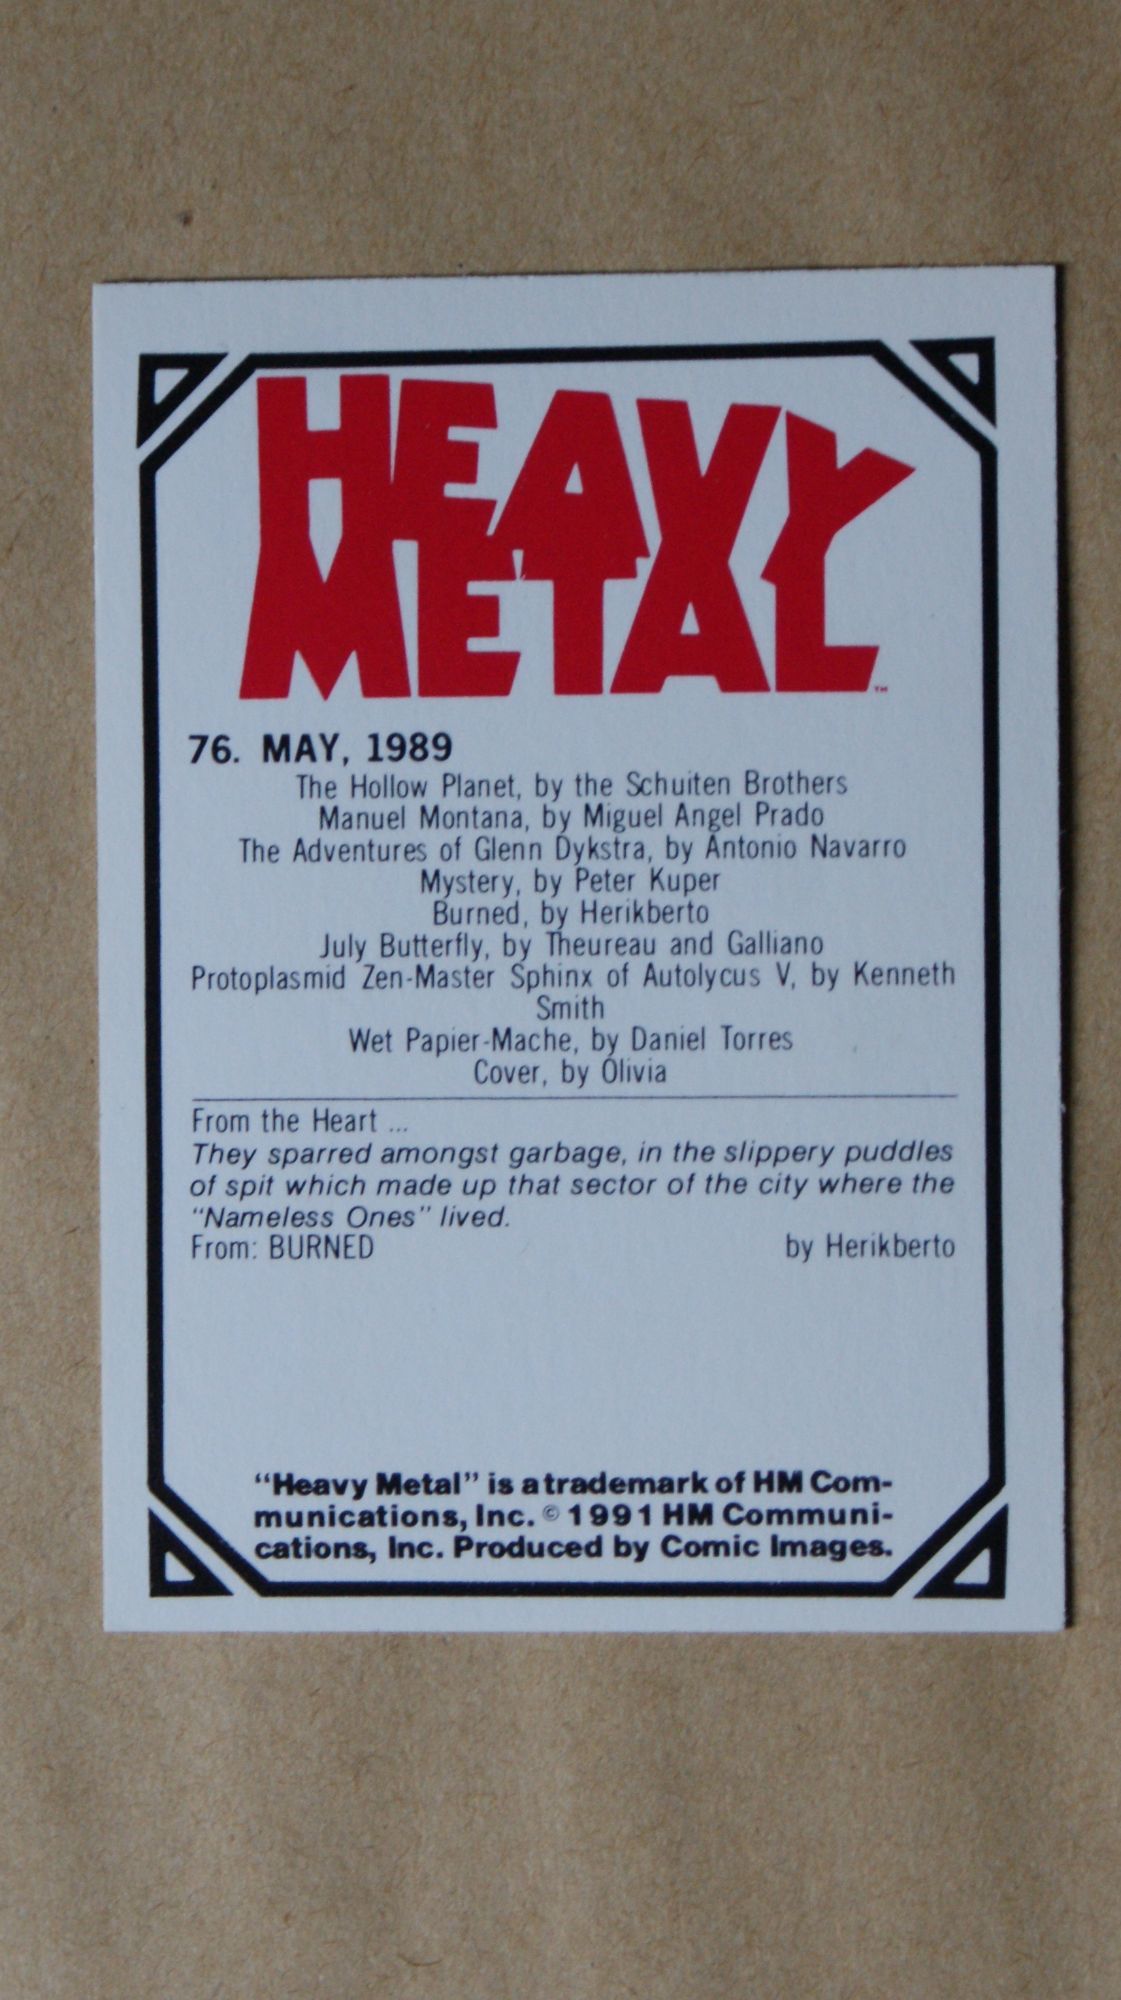 HEAVY
METAL™
76. MAY, 1989
The Hollow Planet, by the Schuiten Brothers
Manuel Montana, by Miguel Angel Prado
The Adventures of Glenn Dykstra, by Antonio Navarro
Mystery, by Peter Kuper
Burned, by Herikberto
July Butterfly, by Theureau and Galliano
Protoplasmid Zen-Master Sphinx of Autolycus V, by Kenneth
Smith
Wet Papier-Mache, by Daniel Torres
Cover, by Olivia
From the Heart ...
They sparred amongst garbage, in the slippery puddles
of spit which made up that sector of the city where the
"Nameless Ones" lived.
From: BURNED by Herikberto
"Heavy Metal" is a trademark of HM Com-
munications, Inc. © 1991 HM Communi-
cations, Inc. Produced by Comic Images.